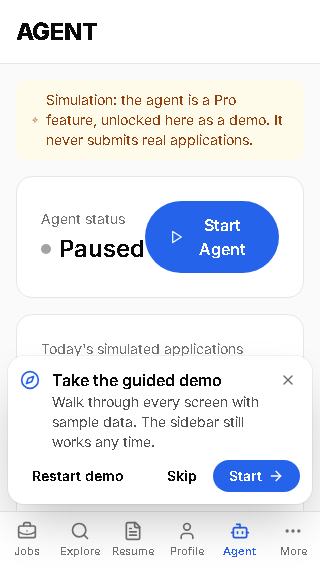 AGENT
Simulation: the agent is a Pro
feature, unlocked here as a demo. It
never submits real applications.
Agent status
Paused
Start
Agent
Today's simulated applications
Take the guided demo
Walk through every screen with
sample data. The sidebar still
works any time.
Restart demo
Skip
Start
Jobs
Explore
Resume
Profile
Agent
More